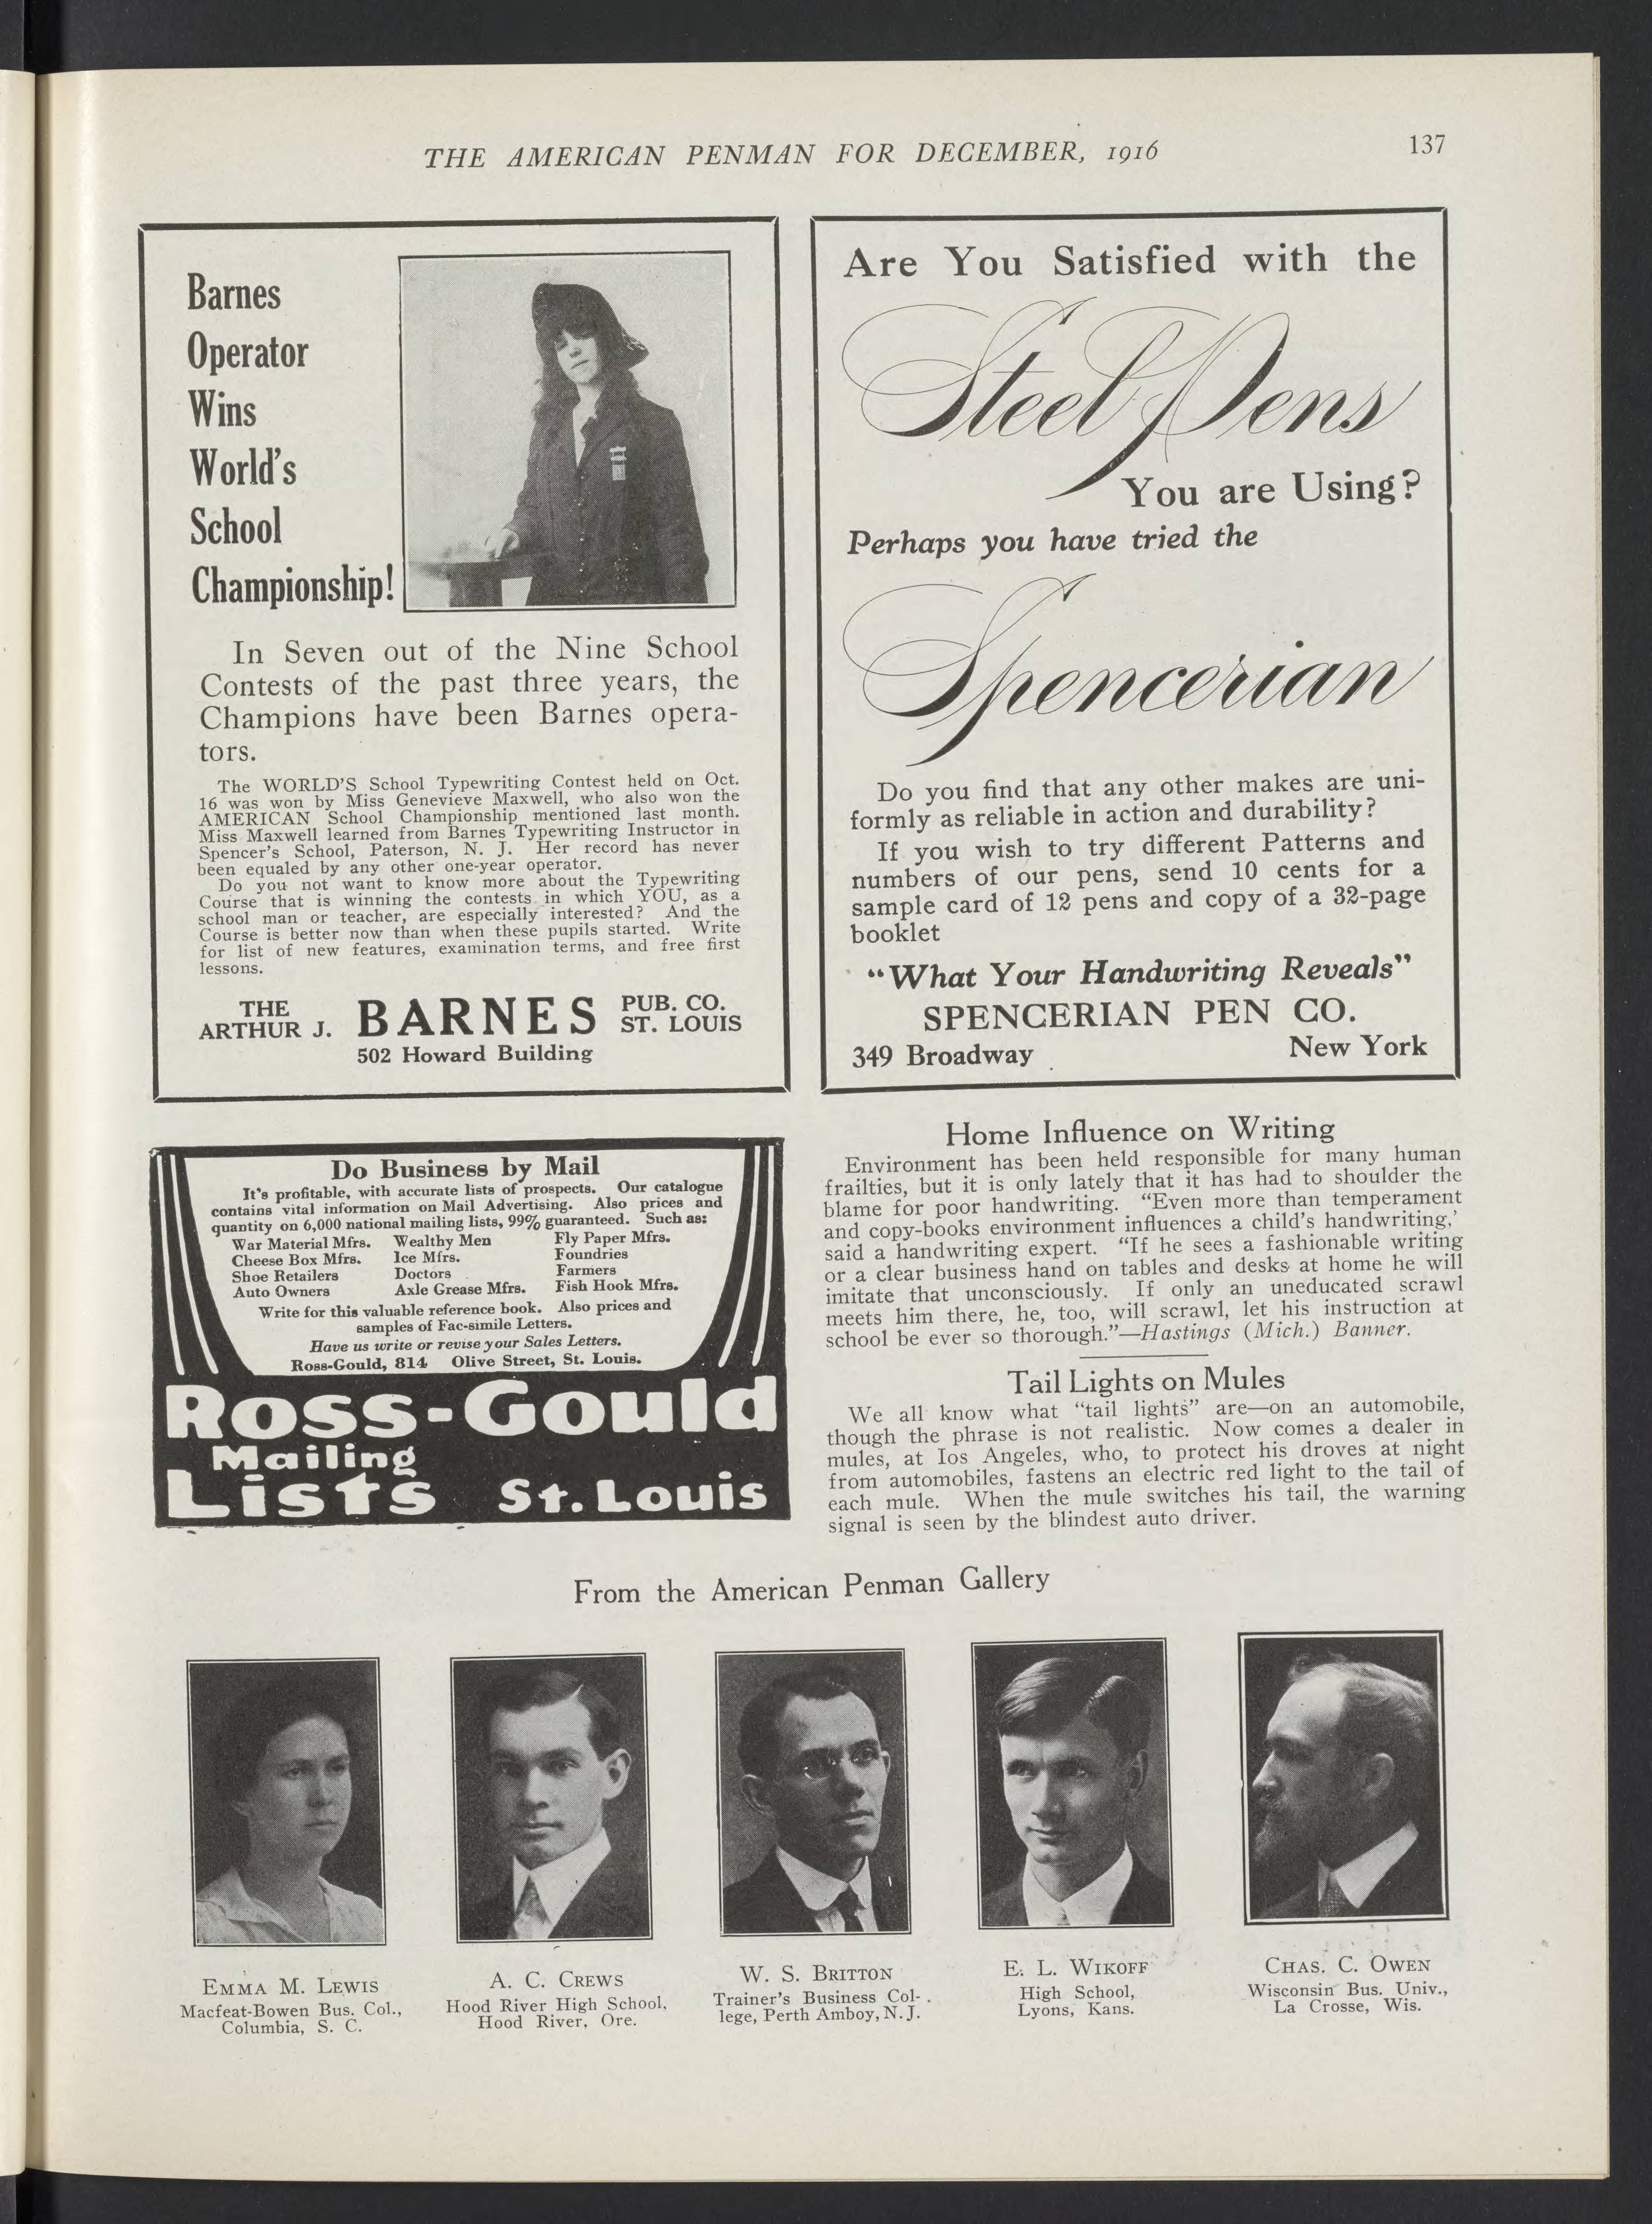 THE AMERICAN PENMAN FOR DECEMBER, 1916
137
Barnes
Operator
Wins
World's
School
Championship!
In Seven out of the Nine School
Contests of the past three years, the
Champions have been Barnes opera-
tors.
The WORLD'S School Typewriting Contest held on Oct.
16 was won by Miss Genevieve Maxwell, who also won the
AMERICAN School Championship mentioned last month.
Miss Maxwell learned from Barnes Typewriting Instructor in
Spencer's School, Paterson, N. J. Her record has never
been equaled by any other one-year operator.
Do you not want to know more about the Typewriting
Course that is winning the contests in which YOU, as a
school man or teacher, are especially interested? And the
Course is better now than when these pupils started. Write
for list of new features, examination terms, and free first
lessons.
THE
ARTHUR J. BARNES PUB. CO.
ST. LOUIS
502 Howard Building
Are You Satisfied with the
Steel Pens
You are Using?
Perhaps you have tried the
Spencerian
Do you find that any other makes are uni-
formly as reliable in action and durability?
If you wish to try different Patterns and
numbers of our pens, send 10 cents for a
sample card of 12 pens and copy of a 32-page
booklet
"What Your Handwriting Reveals"
SPENCERIAN PEN CO.
349 Broadway New York
Do Business by Mail
It's profitable, with accurate lists of prospects. Our catalogue
contains vital information on Mail Advertising. Also prices and
quantity on 6,000 national mailing lists, 99% guaranteed. Such as:
War Material Mfrs. Wealthy Men Fly Paper Mfrs.
Cheese Box Mfrs. Ice Mfrs. Foundries
Shoe Retailers Doctors Farmers
Auto Owners Axle Grease Mfrs. Fish Hook Mfrs.
Write for this valuable reference book. Also prices and
samples of Fac-simile Letters.
Have us write or revise your Sales Letters.
Ross-Gould, 814 Olive Street, St. Louis.
Ross-Gould
Mailing
Lists St. Louis
Home Influence on Writing
Environment has been held responsible for many human
frailties, but it is only lately that it has had to shoulder the
blame for poor handwriting. "Even more than temperament
and copy-books environment influences a child's handwriting,'
said a handwriting expert. "If he sees a fashionable writing
or a clear business hand on tables and desks at home he will
imitate that unconsciously. If only an uneducated scrawl
meets him there, he, too, will scrawl, let his instruction at
school be ever so thorough."—Hastings (Mich.) Banner.
Tail Lights on Mules
We all know what "tail lights" are—on an automobile,
though the phrase is not realistic. Now comes a dealer in
mules, at Ios Angeles, who, to protect his droves at night
from automobiles, fastens an electric red light to the tail of
each mule. When the mule switches his tail, the warning
signal is seen by the blindest auto driver.
From the American Penman Gallery
EMMA M. LEWIS
Macfeat-Bowen Bus. Col.,
Columbia, S. C.
A. C. CREWS
Hood River High School,
Hood River, Ore.
W. S. BRITTON
Trainer's Business Col-
lege, Perth Amboy, N. J.
E. L. WIKOFF
High School,
Lyons, Kans.
CHAS. C. OWEN
Wisconsin Bus. Univ.,
La Crosse, Wis.